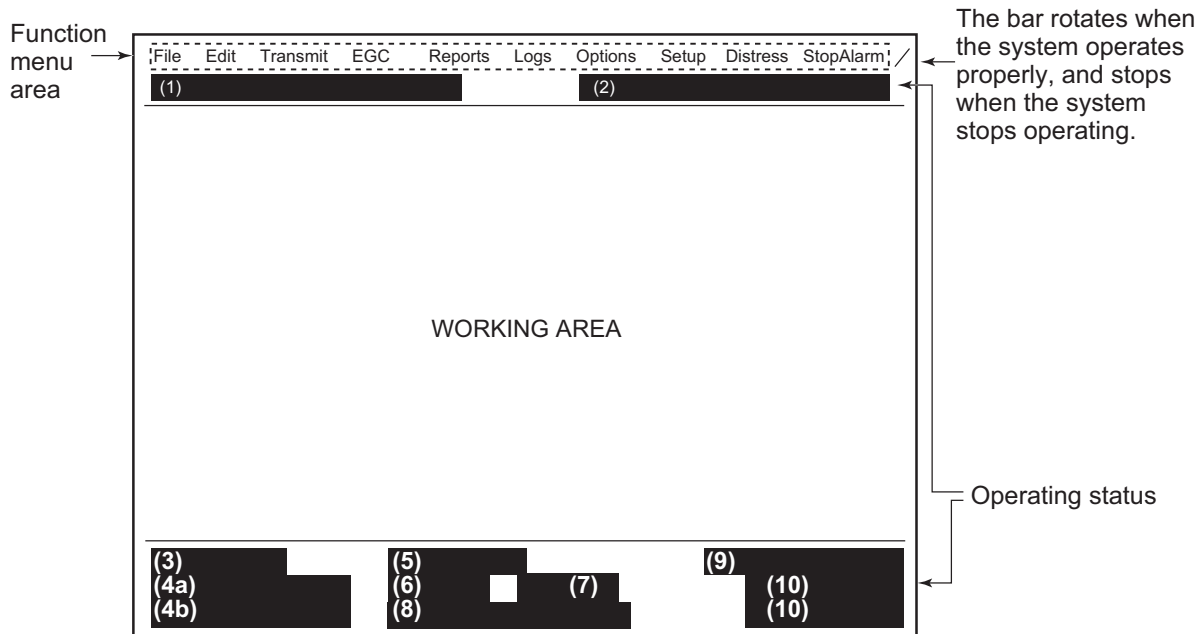 Function
menu
area
File Edit Transmit EGC Reports Logs Options Setup Distress StopAlarm /
(1) (2)
The bar rotates when
the system operates
properly, and stops
when the system
stops operating.
WORKING AREA
Operating status
(3) (5) (9)
(4a) (6) (7) (10)
(4b) (8) (10)